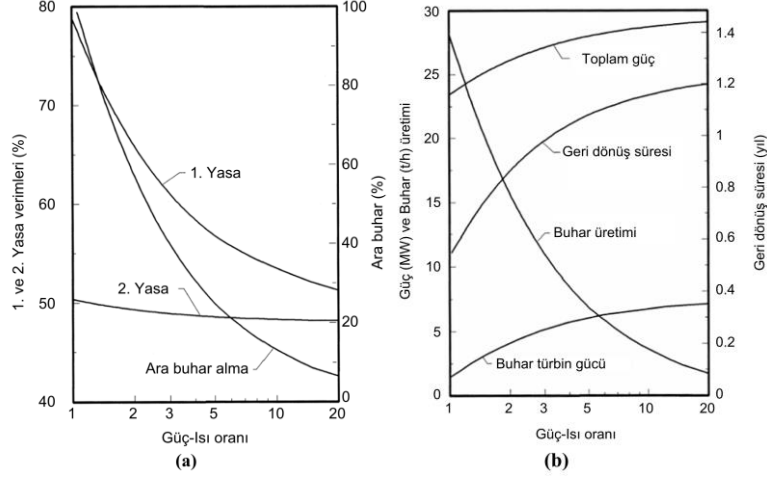 100
80
70
60
50
40
1. ve 2. Yasa verimleri (%)
80
60
40
20
0
Ara buhar (%)
1. Yasa
2. Yasa
Ara buhar alma
1 2 3 5 10 20
Güç-Isı oranı
(a)
30
25
20
15
10
5
0
Güç (MW) ve Buhar (t/h) üretimi
1.4
1.2
1
0.8
0.6
0.4
0.2
0
Geri dönüş süresi (yıl)
Toplam güç
Geri dönüş süresi
Buhar üretimi
Buhar türbin gücü
1 2 3 5 10 20
Güç-Isı oranı
(b)